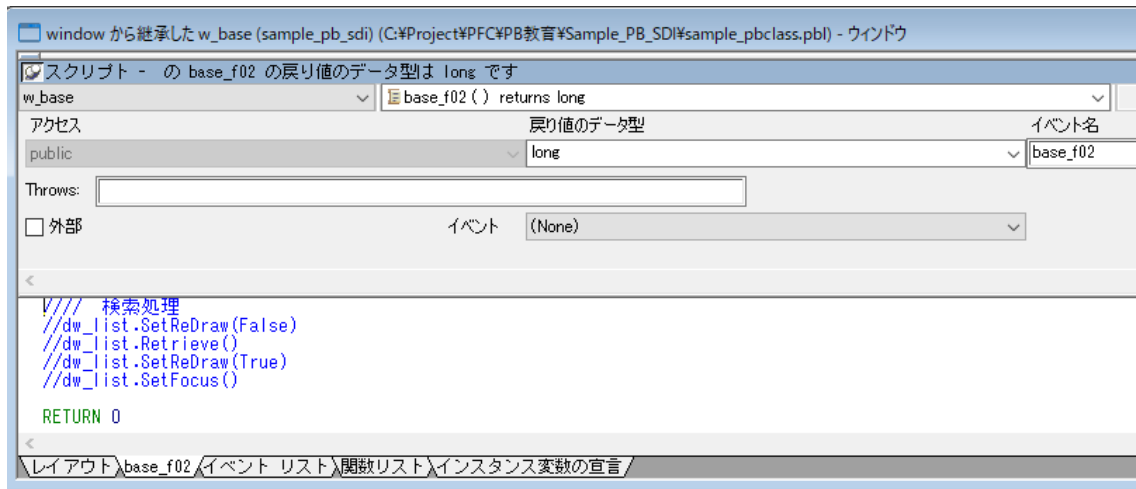 window から継承した w_base (sample_pb_sdi) (C:¥Project¥PFC¥PB教育¥Sample_PB_SDI¥sample_pbclass.pbl) - ウィンドウ
スクリプト - の base_f02 の戻り値のデータ型は long です
w_base base_f02 ( ) returns long
アクセス 戻り値のデータ型 イベント名
public long base_f02
Throws:
外部 イベント (None)
//// 検索処理
//dw_list.SetReDraw(False)
//dw_list.Retrieve()
//dw_list.SetReDraw(True)
//dw_list.SetFocus()
RETURN 0
レイアウト base_f02 イベント リスト 関数リスト インスタンス変数の宣言